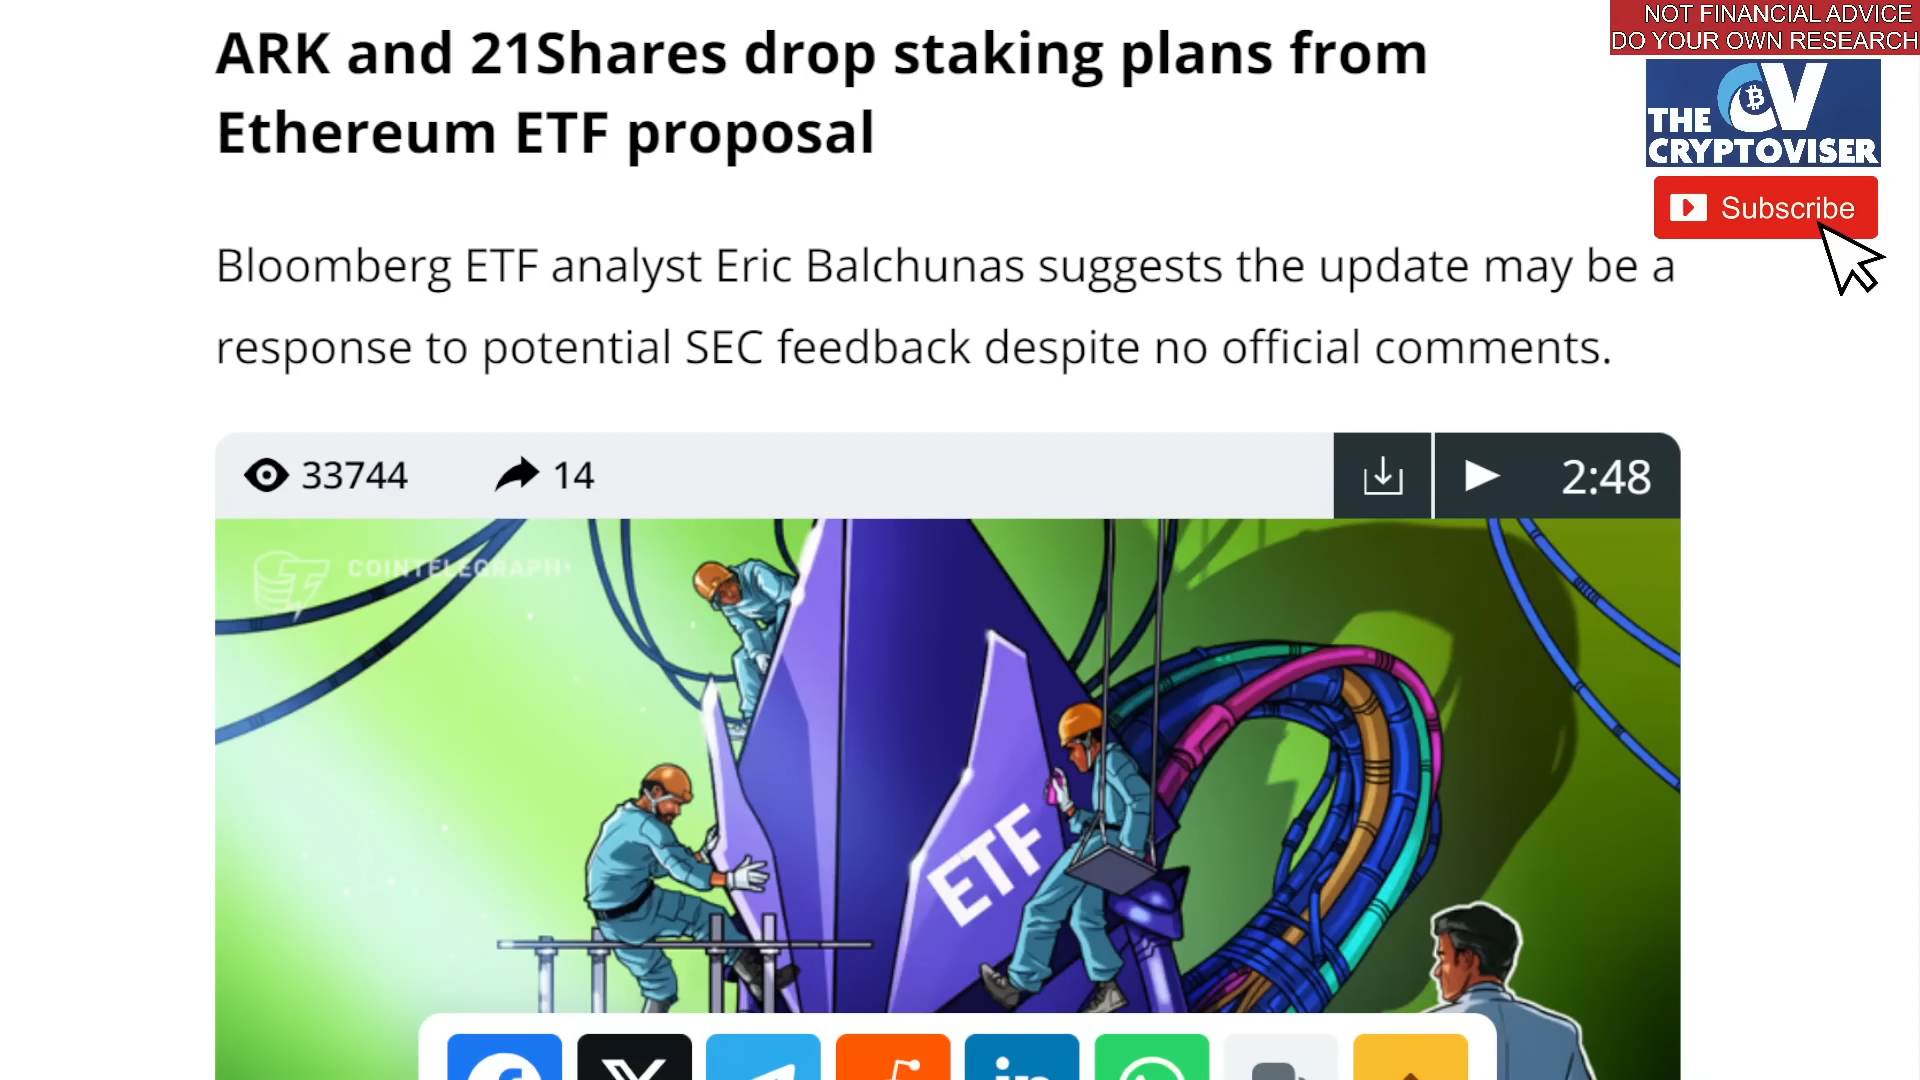 NOT FINANCIAL ADVICE
DO YOUR OWN RESEARCH
ARK and 21Shares drop staking plans from
Ethereum ETF proposal
THE CV
CRYPTOVISER
Subscribe
Bloomberg ETF analyst Eric Balchunas suggests the update may be a
response to potential SEC feedback despite no official comments.
33744 14 2:48
COINTELEGRAPH
ETF
in